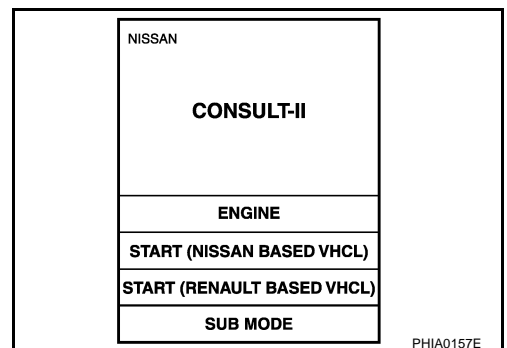 NISSAN
CONSULT-II
ENGINE
START (NISSAN BASED VHCL)
START (RENAULT BASED VHCL)
SUB MODE
PHIA0157E